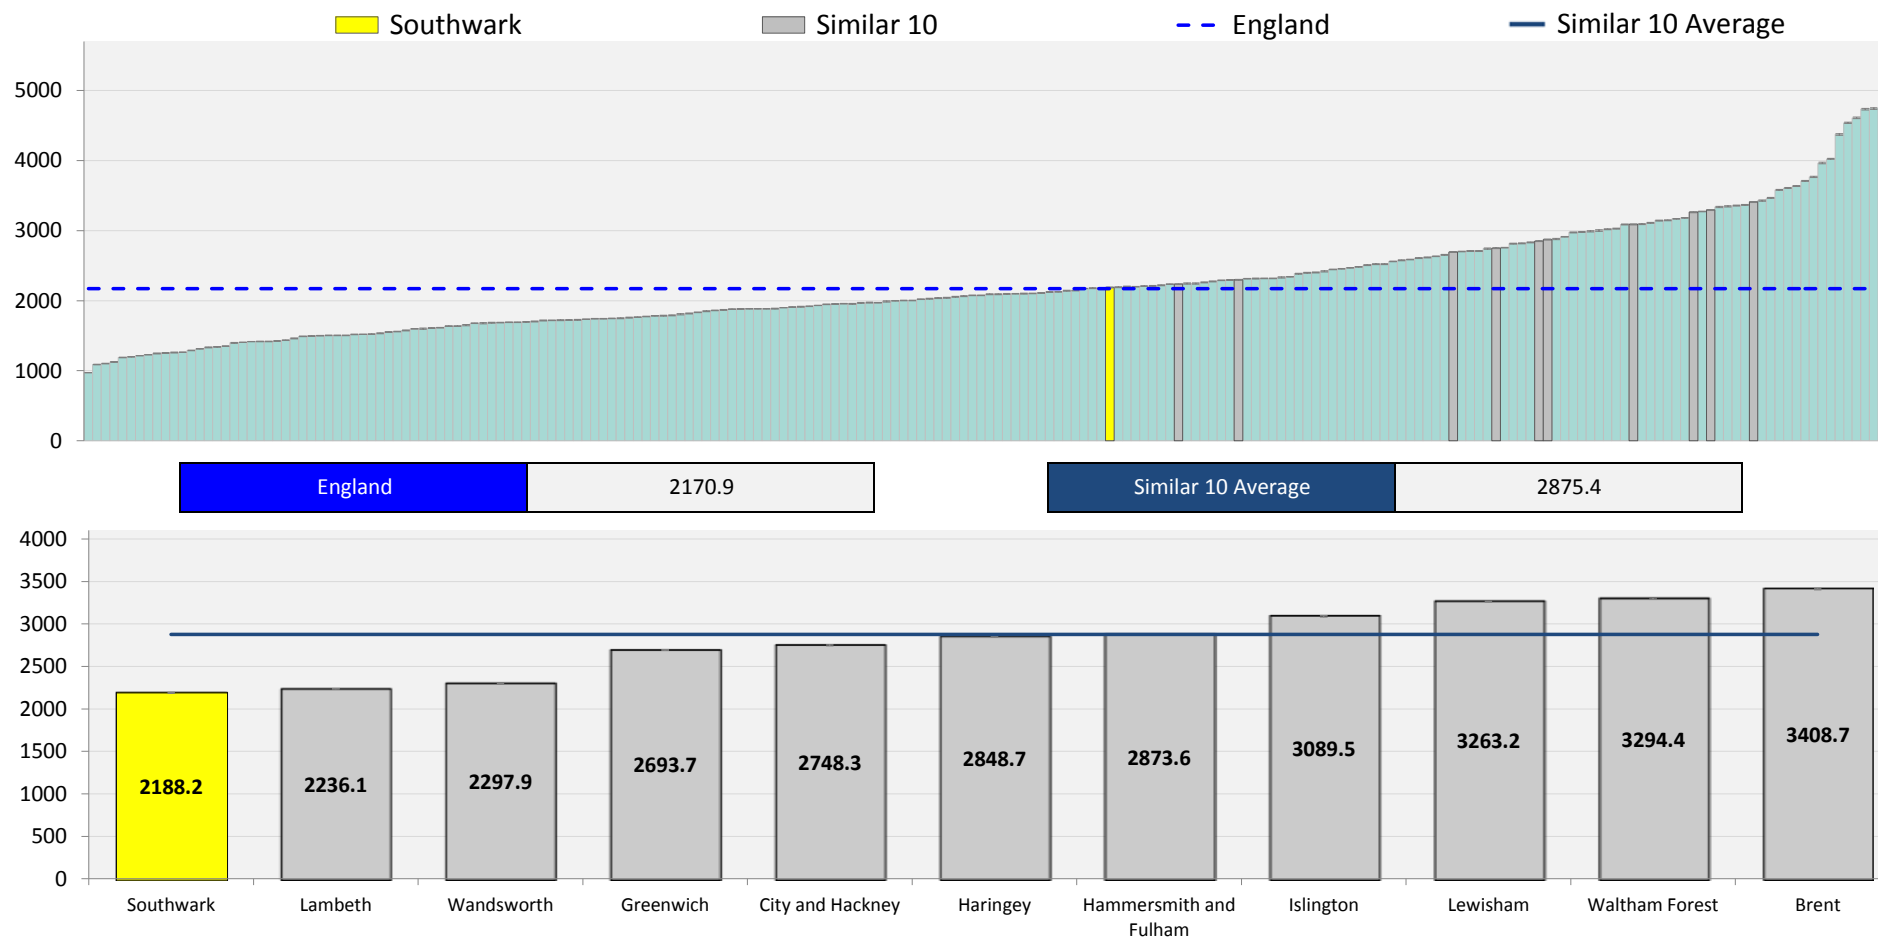 Southwark
Similar 10
England
Similar 10 Average
5000
4000
3000
2000
1000
0
England
2170.9
Similar 10 Average
2875.4
4000
3500
3000
2500
2000
1500
1000
500
0
2188.2
2236.1
2297.9
2693.7
2748.3
2848.7
2873.6
3089.5
3263.2
3294.4
3408.7
Southwark
Lambeth
Wandsworth
Greenwich
City and Hackney
Haringey
Hammersmith and
Fulham
Islington
Lewisham
Waltham Forest
Brent